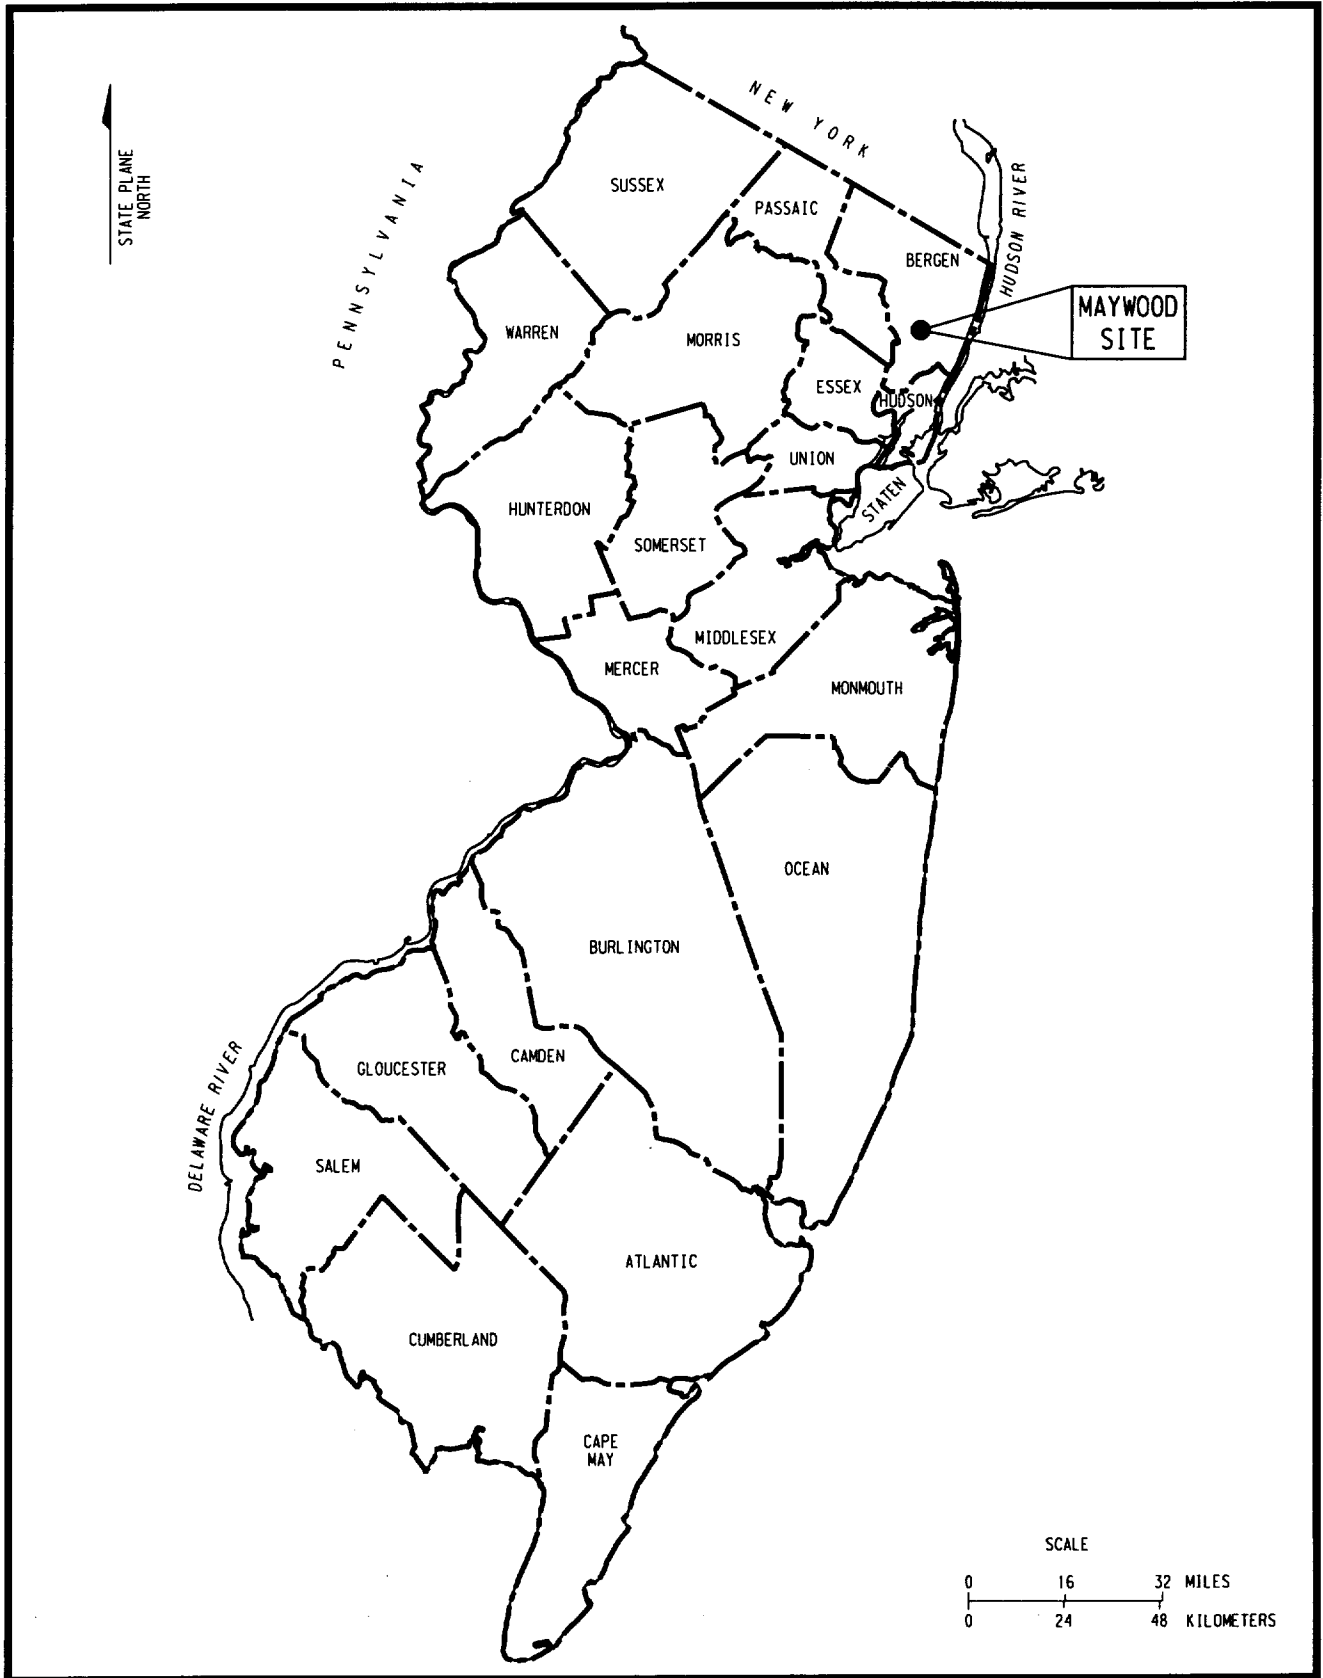 NEW YORK
STATE PLANE
NORTH
PENNSYLVANIA
SUSSEX
PASSAIC
HUDSON RIVER
BERGEN
MAYWOOD
SITE
WARREN
MORRIS
ESSEX
HUDSON
UNION
STATEN
HUNTERDON
SOMERSET
MIDDLESEX
MERCER
MONMOUTH
OCEAN
BURLINGTON
CAMDEN
GLOUCESTER
DELAWARE RIVER
SALEM
ATLANTIC
CUMBERLAND
CAPE
MAY
SCALE
0 16 32 MILES
0 24 48 KILOMETERS